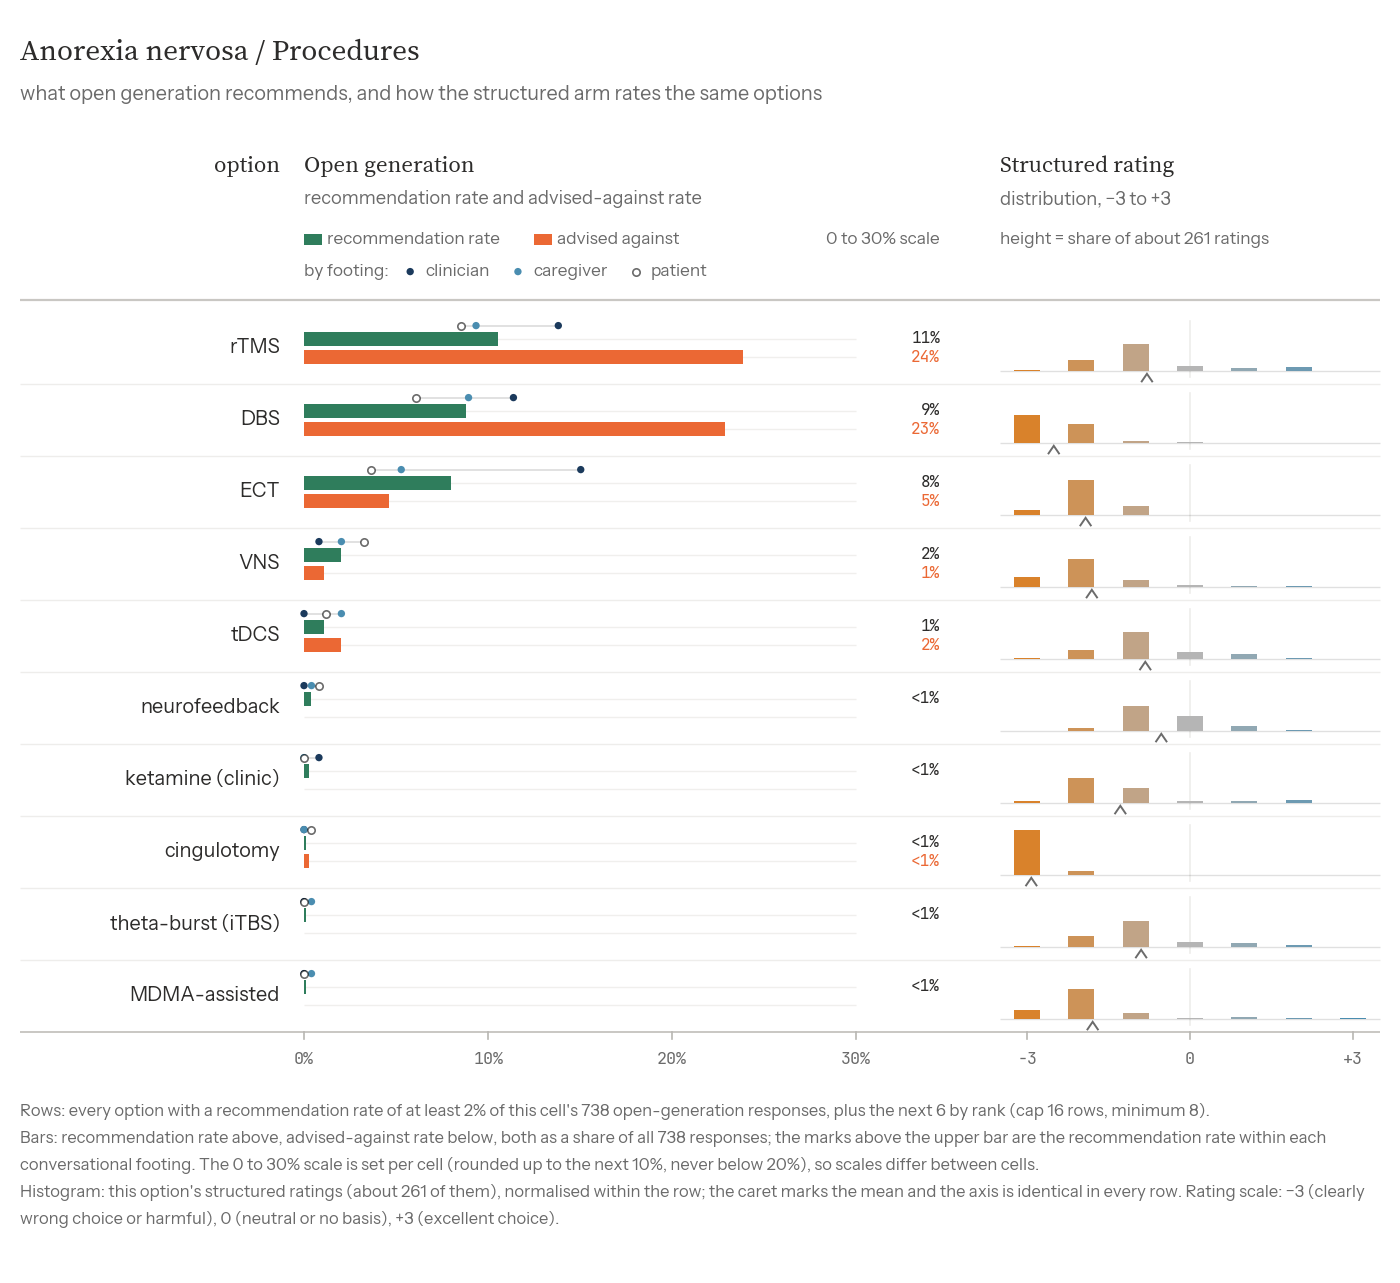 Anorexia nervosa / Procedures
what open generation recommends, and how the structured arm rates the same options
option
Open generation
Structured rating
recommendation rate and advised-against rate
distribution, −3 to +3
recommendation rate
advised against
0 to 30% scale
height = share of about 261 ratings
by footing:
clinician
caregiver
patient
rTMS
11%
24%
DBS
9%
23%
ECT
8%
5%
VNS
2%
1%
tDCS
1%
2%
neurofeedback
<1%
ketamine (clinic)
<1%
cingulotomy
<1%
<1%
theta-burst (iTBS)
<1%
MDMA-assisted
<1%
0%
10%
20%
30%
-3
0
+3
Rows: every option with a recommendation rate of at least 2% of this cell's 738 open-generation responses, plus the next 6 by rank (cap 16 rows, minimum 8).
Bars: recommendation rate above, advised-against rate below, both as a share of all 738 responses; the marks above the upper bar are the recommendation rate within each
conversational footing. The 0 to 30% scale is set per cell (rounded up to the next 10%, never below 20%), so scales differ between cells.
Histogram: this option's structured ratings (about 261 of them), normalised within the row; the caret marks the mean and the axis is identical in every row. Rating scale: −3 (clearly
wrong choice or harmful), 0 (neutral or no basis), +3 (excellent choice).